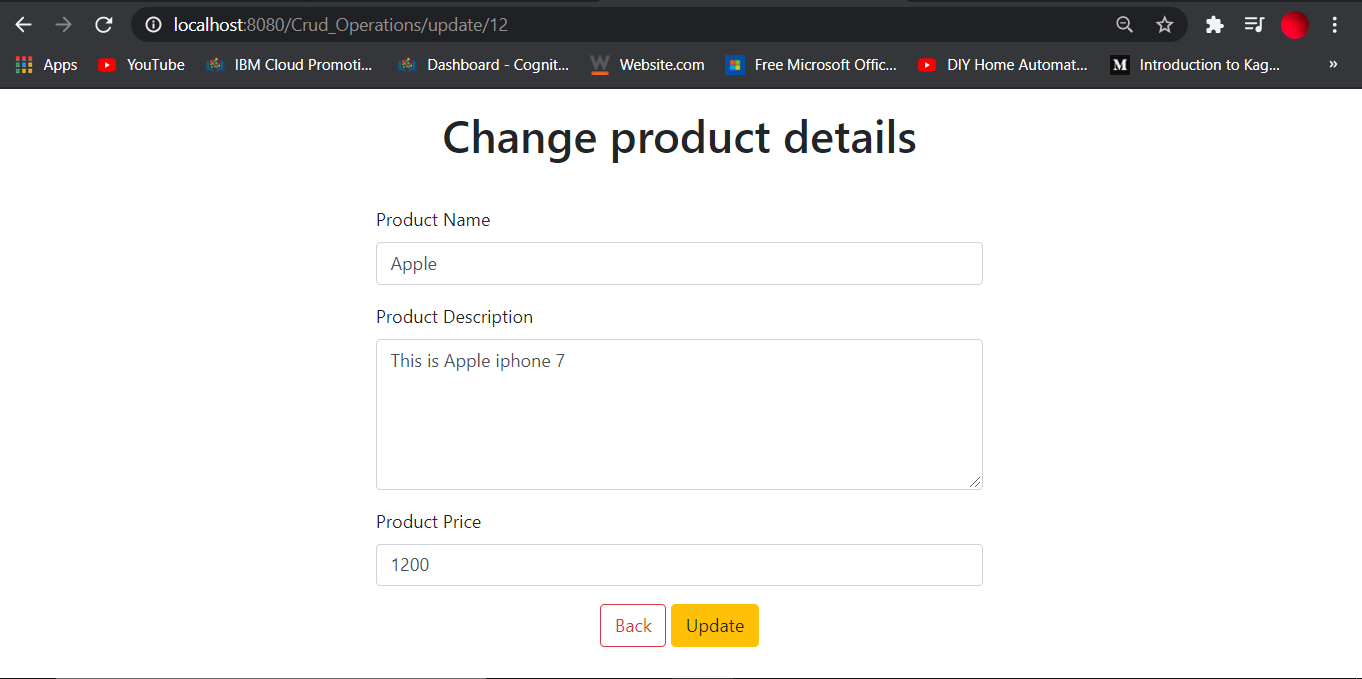 localhost:8080/Crud_Operations/update/12
Apps YouTube IBM Cloud Promoti... Dashboard - Cognit... W Website.com Free Microsoft Offic... DIY Home Automat... M Introduction to Kag... »
Change product details
Product Name
Apple
Product Description
This is Apple iphone 7
Product Price
1200
Back Update